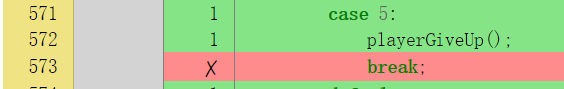 571 1 case 5:
572 1 playerGiveUp();
573 X break;